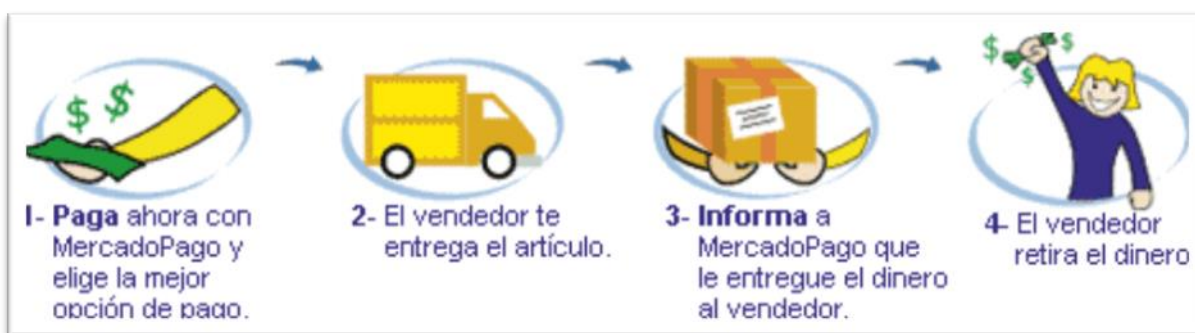 $ $
1- Paga ahora con
MercadoPago y
elige la mejor
opción de pago.
2- El vendedor te
entrega el artículo.
3- Informa a
MercadoPago que
le entregue el dinero
al vendedor.
$ $
$
4- El vendedor
retira el dinero